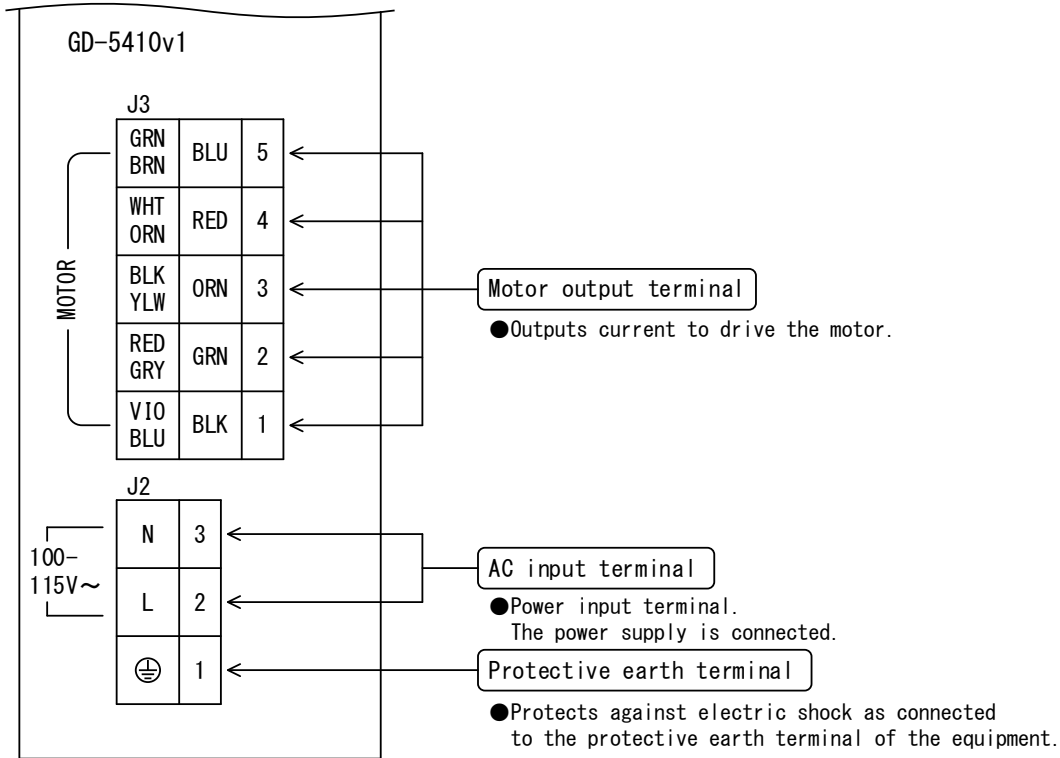 GD-5410v1
J3
GRN
BRN
BLU
5
WHT
ORN
RED
4
BLK
YLW
ORN
3
RED
GRY
GRN
2
VIO
BLU
BLK
1
MOTOR
Motor output terminal
●Outputs current to drive the motor.
J2
N
3
L
2
1
100-
115V～
AC input terminal
●Power input terminal.
The power supply is connected.
Protective earth terminal
●Protects against electric shock as connected
to the protective earth terminal of the equipment.